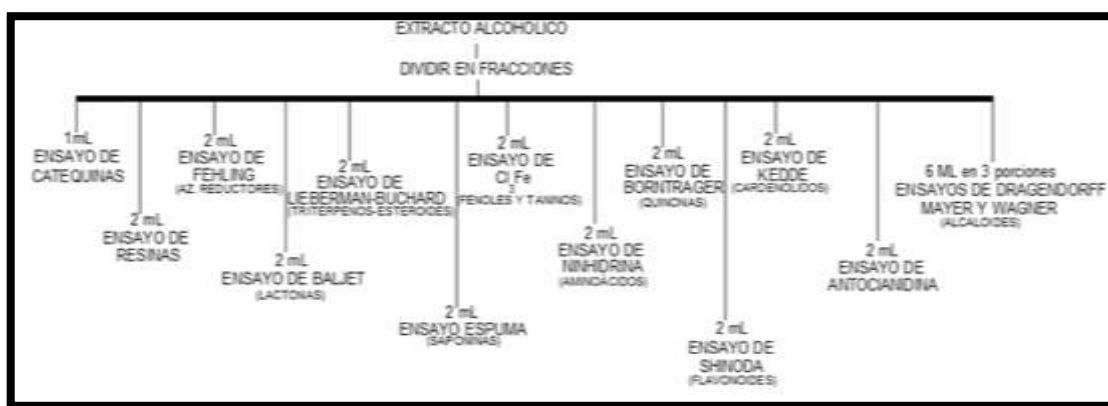 EXTRACTO ALCOHOLICO
DIVIDIR EN FRACCIONES
1mL
ENSAYO DE
CATEQUINAS
2 mL
ENSAYO DE
RESINAS
2 mL
ENSAYO DE
FEHLING
(AZ. REDUCTORES)
2 mL
ENSAYO DE BALJET
(LACTONAS)
2 mL
ENSAYO DE
LIEBERMAN-BUCHARD
(TRITERPENOS-ESTEROIDES)
2 mL
ENSAYO ESPUMA
(SAPONINAS)
2 mL
ENSAYO DE
Cl Fe
3
(FENOLES Y TANINOS)
2 mL
ENSAYO DE
NINHIDRINA
(AMINOÁCIDOS)
2 mL
ENSAYO DE
BORNTRAGER
(QUINONAS)
2 mL
ENSAYO DE
SHINODA
(FLAVONOIDES)
2 mL
ENSAYO DE
KEDDE
(CARDENOLIDOS)
2 mL
ENSAYO DE
ANTOCIANIDINA
6 ML en 3 porciones
ENSAYOS DE DRAGENDORFF
MAYER Y WAGNER
(ALCALOIDES)